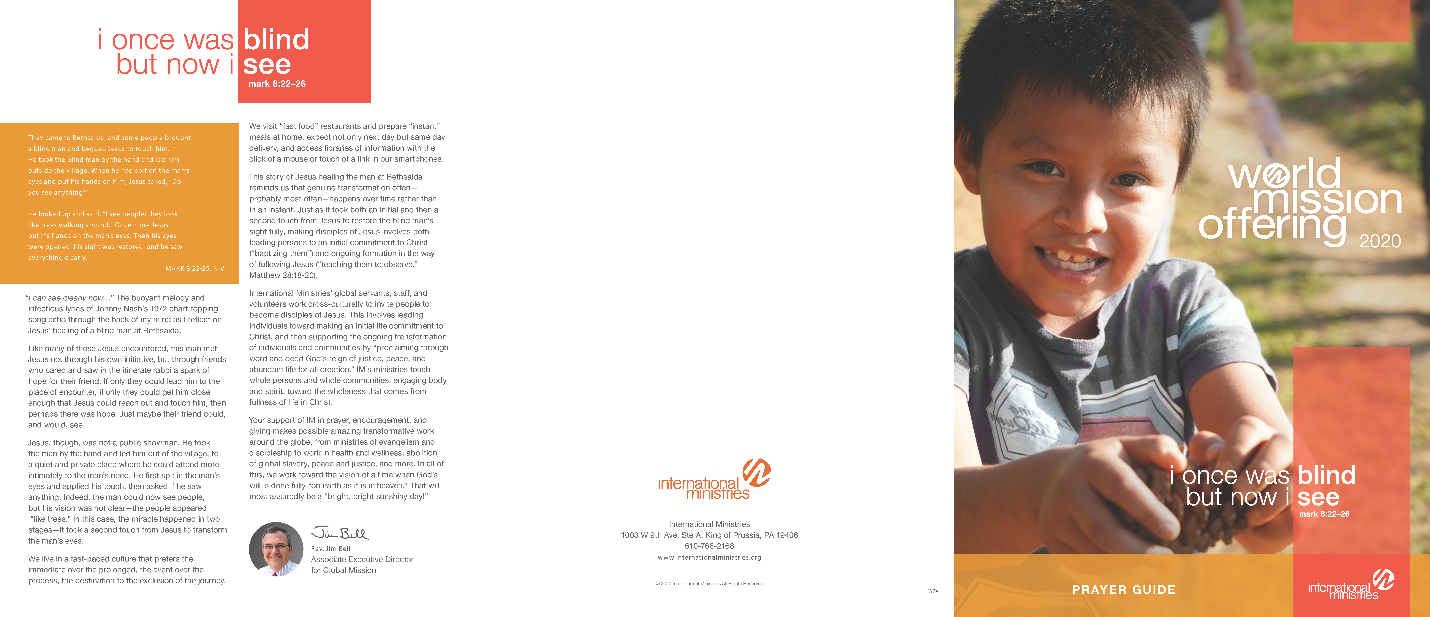 i once was blind
but now i see
mark 8:22–26
They came to Bethsaida, and some people brought
a blind man and begged Jesus to touch him.
He took the blind man by the hand and led him
outside the village. When he had spit on the man's
eyes and put his hands on him, Jesus asked, "Do
you see anything?"
He looked up and said, "I see people; they look
like trees walking around." Once more Jesus
put his hands on the man's eyes. Then his eyes
were opened, his sight was restored, and he saw
everything clearly.
MARK 8:22-25, NIV
"I can see clearly now…" The buoyant melody and
infectious lyrics of Johnny Nash's 1972 chart-topping
song echo through the back of my mind as I reflect on
Jesus' healing of a blind man at Bethsaida.
Like many of those Jesus encountered, this man met
Jesus not through his own initiative, but through friends
who cared and saw in the itinerate rabbi a spark of
hope for their friend. If only they could lead him to the
place of encounter, if only they could get him close
enough that Jesus could reach out and touch him, then
perhaps there was hope. Just maybe their friend could,
and would, see.
Jesus, though, was not a public showman. He took
the man by the hand and led him out of the village, to
a quiet and private place where he could attend more
intimately to the man's need. He first spit in the man's
eyes and applied his touch, then asked if he saw
anything. Indeed, the man could now see people,
but his vision was not clear—the people appeared
"like trees." In this case, the miracle happened in two
stages—it took a second touch from Jesus to transform
the man's eyes.
We live in a fast-paced culture that prefers the
immediate over the prolonged, the event over the
process, the destination to the exclusion of the journey.
We visit "fast food" restaurants and prepare "instant"
meals at home, expect not only next day but same day
delivery, and access libraries of information with the
click of a mouse or touch of a link in our smartphones.
This story of Jesus healing the man at Bethsaida
reminds us that genuine transformation often—
probably most often—happens over time rather than
in an instant. Just as it took both an initial and then a
second touch from Jesus to restore the blind man's
sight fully, making disciples of Jesus involves both
leading persons to an initial commitment to Christ
("baptizing them") and ongoing formation in the way
of following Jesus ("teaching them to observe,"
Matthew 28:18-20).
International Ministries' global servants, staff, and
volunteers work cross-culturally to invite people to
become disciples of Jesus. This involves leading
individuals toward making an initial life commitment to
Christ, and then supporting the ongoing transformation
of individuals and communities by "proclaiming through
word and deed God's reign of justice, peace, and
abundant life for all creation." IM's ministries touch
whole persons and whole communities, engaging body
and spirit, toward the wholeness that comes from
fullness of life in Christ.
Your support of IM in prayer, encouragement, and
giving makes possible amazing transformative work
around the globe, from ministries of evangelism and
discipleship to work in health and wellness, abolition
of global slavery, peace and justice, and more. In all of
this, we work toward the vision of a time when God's
will is done fully "on earth as it is in heaven." That will
most assuredly be a "bright, bright sunshiny day!"
Jim Bell
Rev. Jim Bell
Associate Executive Director
for Global Mission
international
ministries
International Ministries
1003 W 9th Ave, Ste A, King of Prussia, PA 19406
610-768-2168
www.internationalministries.org
world
mission
offering 2020
i once was blind
but now i see
mark 8:22–26
PRAYER GUIDE
international
ministries